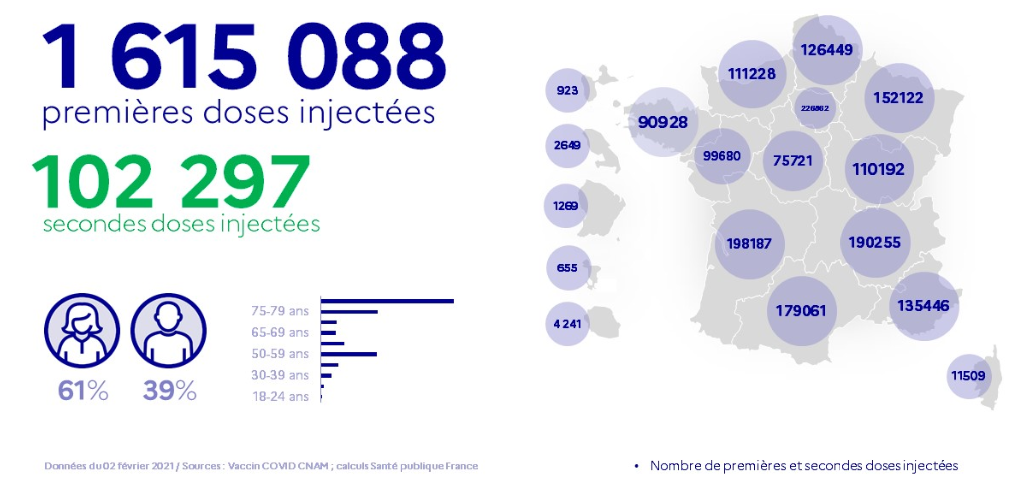 1 615 088
premières doses injectées
102 297
secondes doses injectées
61%
39%
75-79 ans
65-69 ans
50-59 ans
30-39 ans
18-24 ans
Données du 02 février 2021 / Sources : Vaccin COVID CNAM ; calculs Santé publique France
923
2649
1269
655
4 241
126449
111228
226862
152122
90928
99680
75721
110192
198187
190255
179061
135446
11509
• Nombre de premières et secondes doses injectées